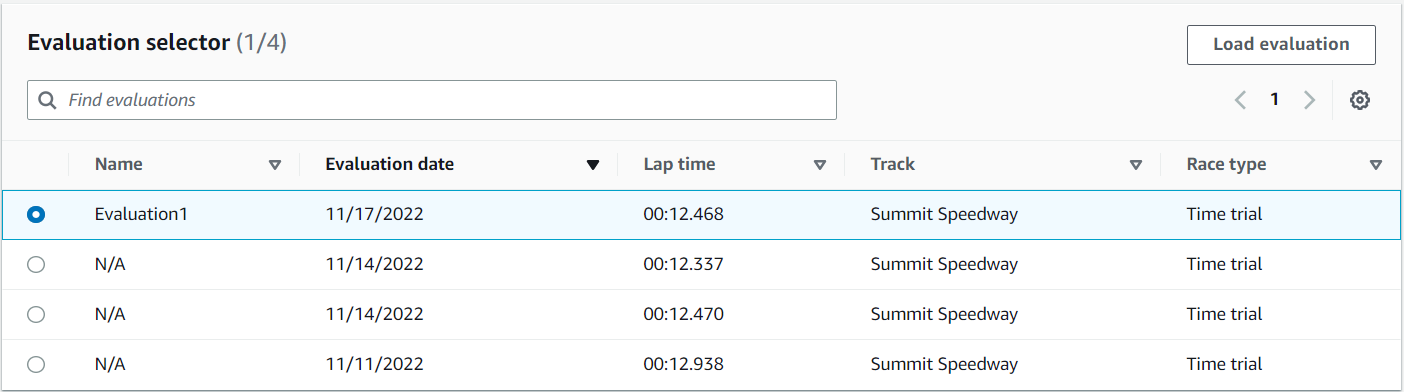 Evaluation selector (1/4)
Load evaluation
Find evaluations
1
Name Evaluation date Lap time Track Race type
Evaluation1 11/17/2022 00:12.468 Summit Speedway Time trial
N/A 11/14/2022 00:12.337 Summit Speedway Time trial
N/A 11/14/2022 00:12.470 Summit Speedway Time trial
N/A 11/11/2022 00:12.938 Summit Speedway Time trial